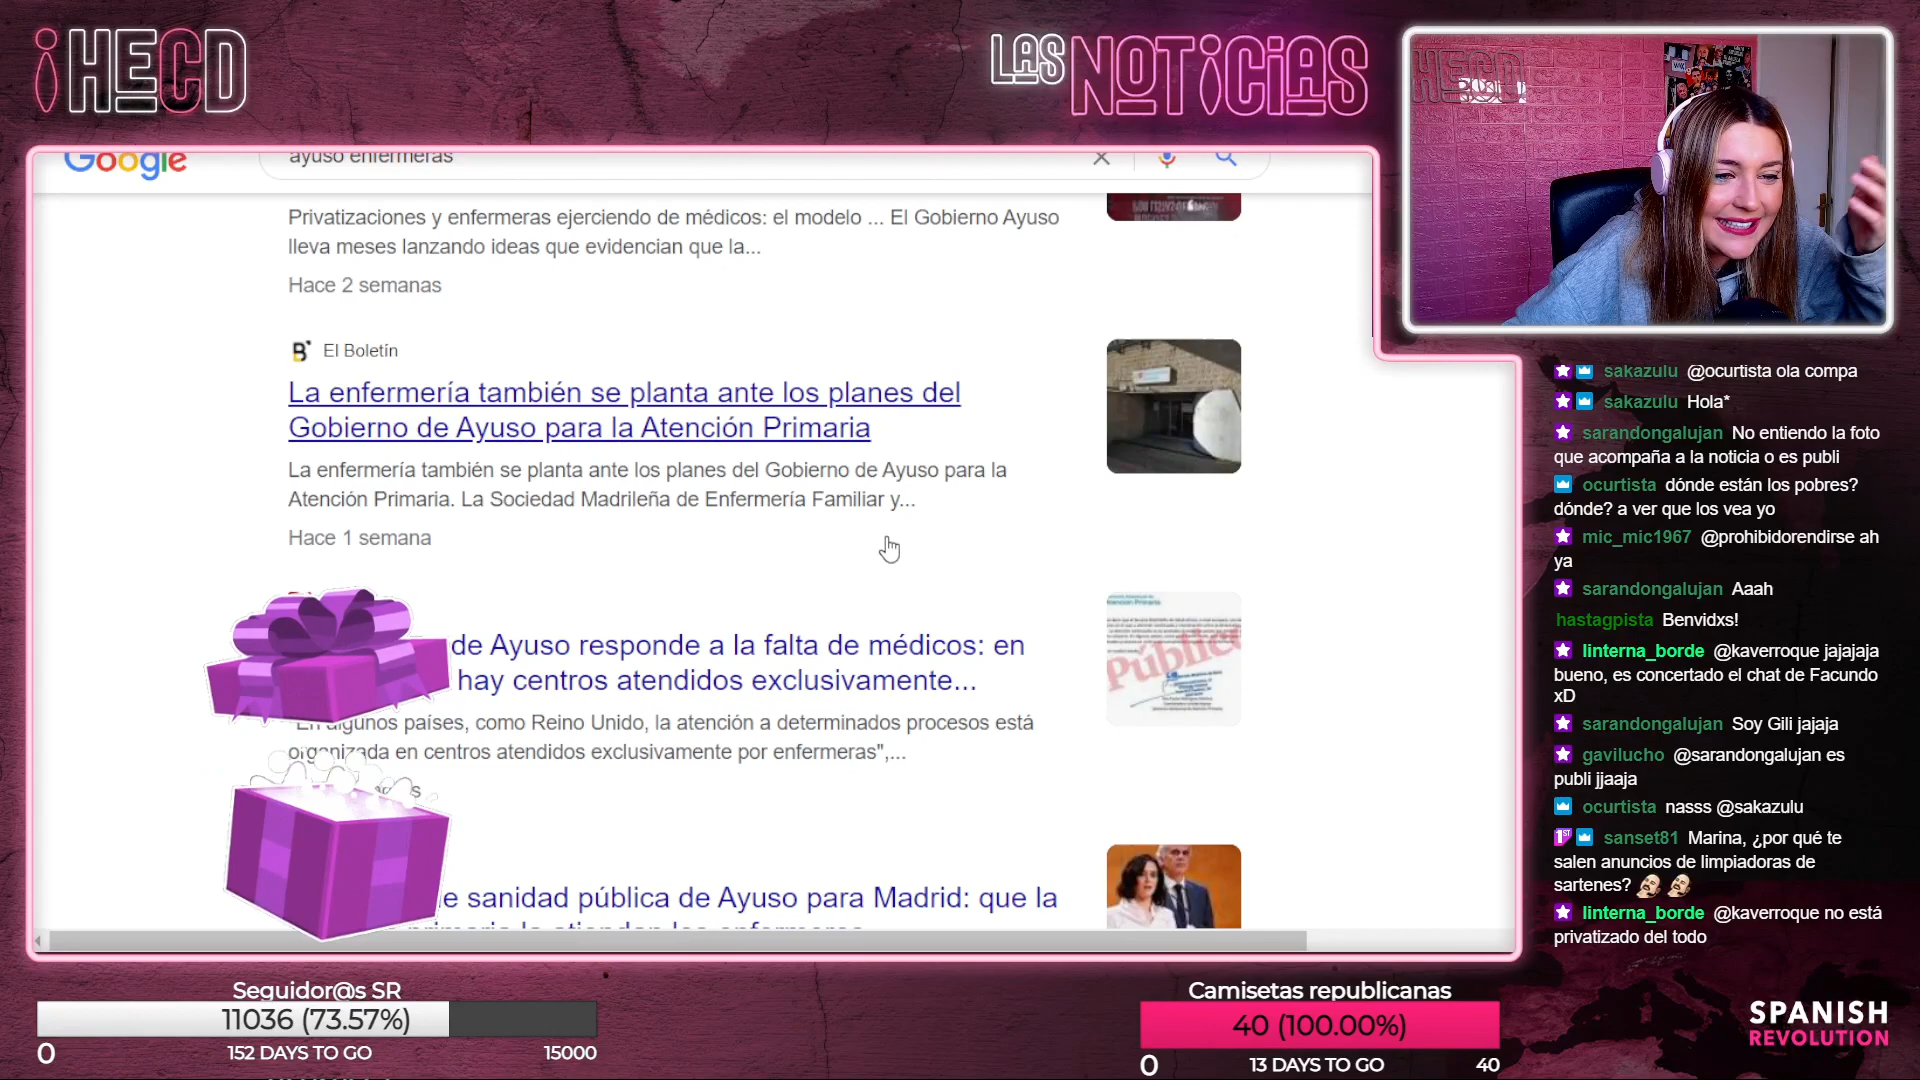 ¡HECD
LAS NOTICIAS
HECD
Google
ayuso enfermeras
Privatizaciones y enfermeras ejerciendo de médicos: el modelo ... El Gobierno Ayuso
lleva meses lanzando ideas que evidencian que la...
Hace 2 semanas
El Boletín
La enfermería también se planta ante los planes del
Gobierno de Ayuso para la Atención Primaria
La enfermería también se planta ante los planes del Gobierno de Ayuso para la
Atención Primaria. La Sociedad Madrileña de Enfermería Familiar y...
Hace 1 semana
de Ayuso responde a la falta de médicos: en
hay centros atendidos exclusivamente...
"En algunos países, como Reino Unido, la atención a determinados procesos está
organizada en centros atendidos exclusivamente por enfermeras",...
Público
sanidad pública de Ayuso para Madrid: que la
primaria la atiendan las enfermeras
sakazulu @ocurtista ola compa
sakazulu Hola*
sarandongalujan No entiendo la foto
que acompaña a la noticia o es publi
ocurtista dónde están los pobres?
dónde? a ver que los vea yo
mic_mic1967 @prohibidorendirse ah
ya
sarandongalujan Aaah
hastagpista Benvidxs!
linterna_borde @kaverroque jajajaja
bueno, es concertado el chat de Facundo
xD
sarandongalujan Soy Gili jajaja
gavilucho @sarandongalujan es
publi jjaaja
ocurtista nasss @sakazulu
1ST sanset81 Marina, ¿por qué te
salen anuncios de limpiadoras de
sartenes?
linterna_borde @kaverroque no está
privatizado del todo
Seguidor@s SR
11036 (73.57%)
0 152 DAYS TO GO 15000
Camisetas republicanas
40 (100.00%)
0 13 DAYS TO GO 40
SPANISH
REVOLUTION